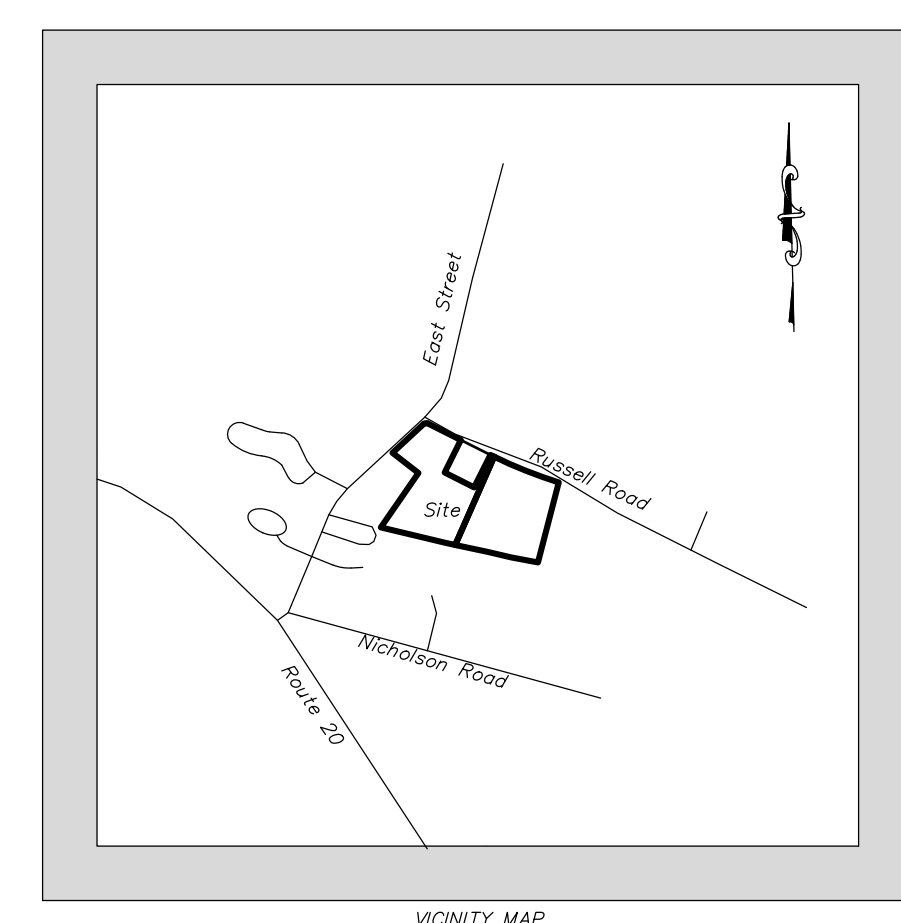 East Street
Russell Road
Site
Nicholson Road
Route 20
VICINITY MAP